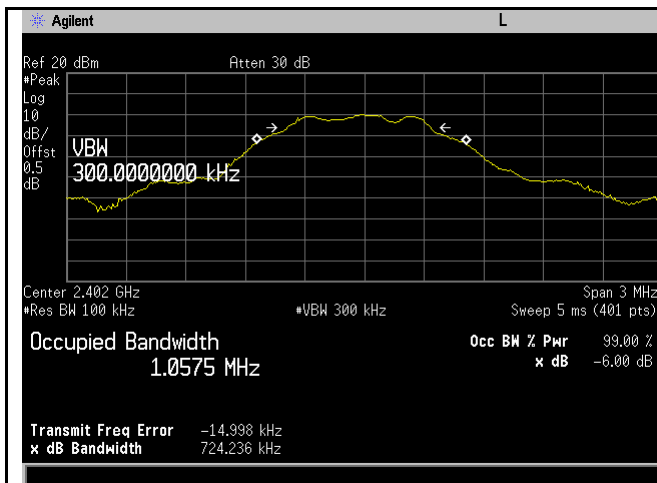 Agilent L
Ref 20 dBm Atten 30 dB
#Peak
Log
10
dB/
Offst
0.5
dB
VBW
300.0000000 kHz
Center 2.402 GHz Span 3 MHz
#Res BW 100 kHz #VBW 300 kHz Sweep 5 ms (401 pts)
Occupied Bandwidth Occ BW % Pwr 99.00 %
1.0575 MHz x dB -6.00 dB
Transmit Freq Error -14.998 kHz
x dB Bandwidth 724.236 kHz